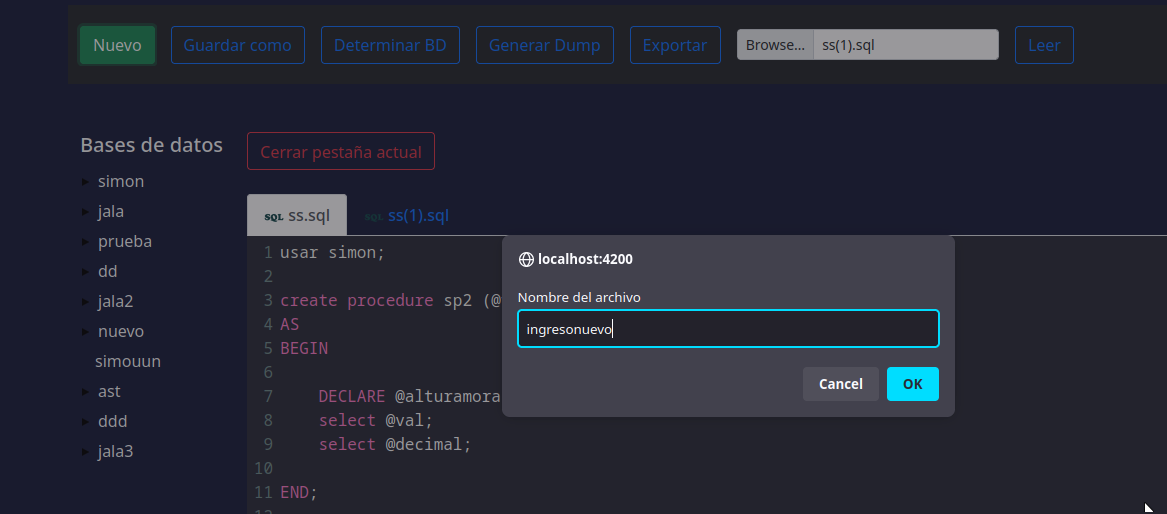 Nuevo Guardar como Determinar BD Generar Dump Exportar Browse... ss(1).sql Leer
Bases de datos
simon
jala
prueba
dd
jala2
nuevo
simouun
ast
ddd
jala3
Cerrar pestaña actual
SQL ss.sql SQL ss(1).sql
1 usar simon;
2
3 create procedure sp2 (@
4 AS
5 BEGIN
6
7 DECLARE @alturamora
8 select @val;
9 select @decimal;
10
11 END;
localhost:4200
Nombre del archivo
ingresonuevo
Cancel OK